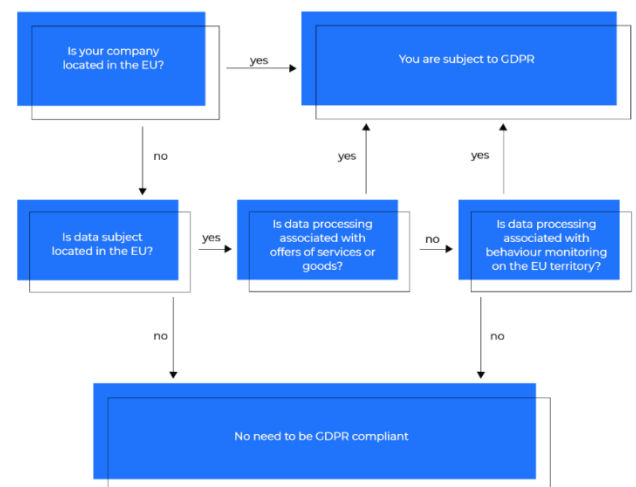 Is your company
located in the EU?
yes
You are subject to GDPR
no
yes
yes
Is data subject
located in the EU?
yes
Is data processing
associated with
offers of services or
goods?
no
Is data processing
associated with
behaviour monitoring
on the EU territory?
no
no
No need to be GDPR compliant